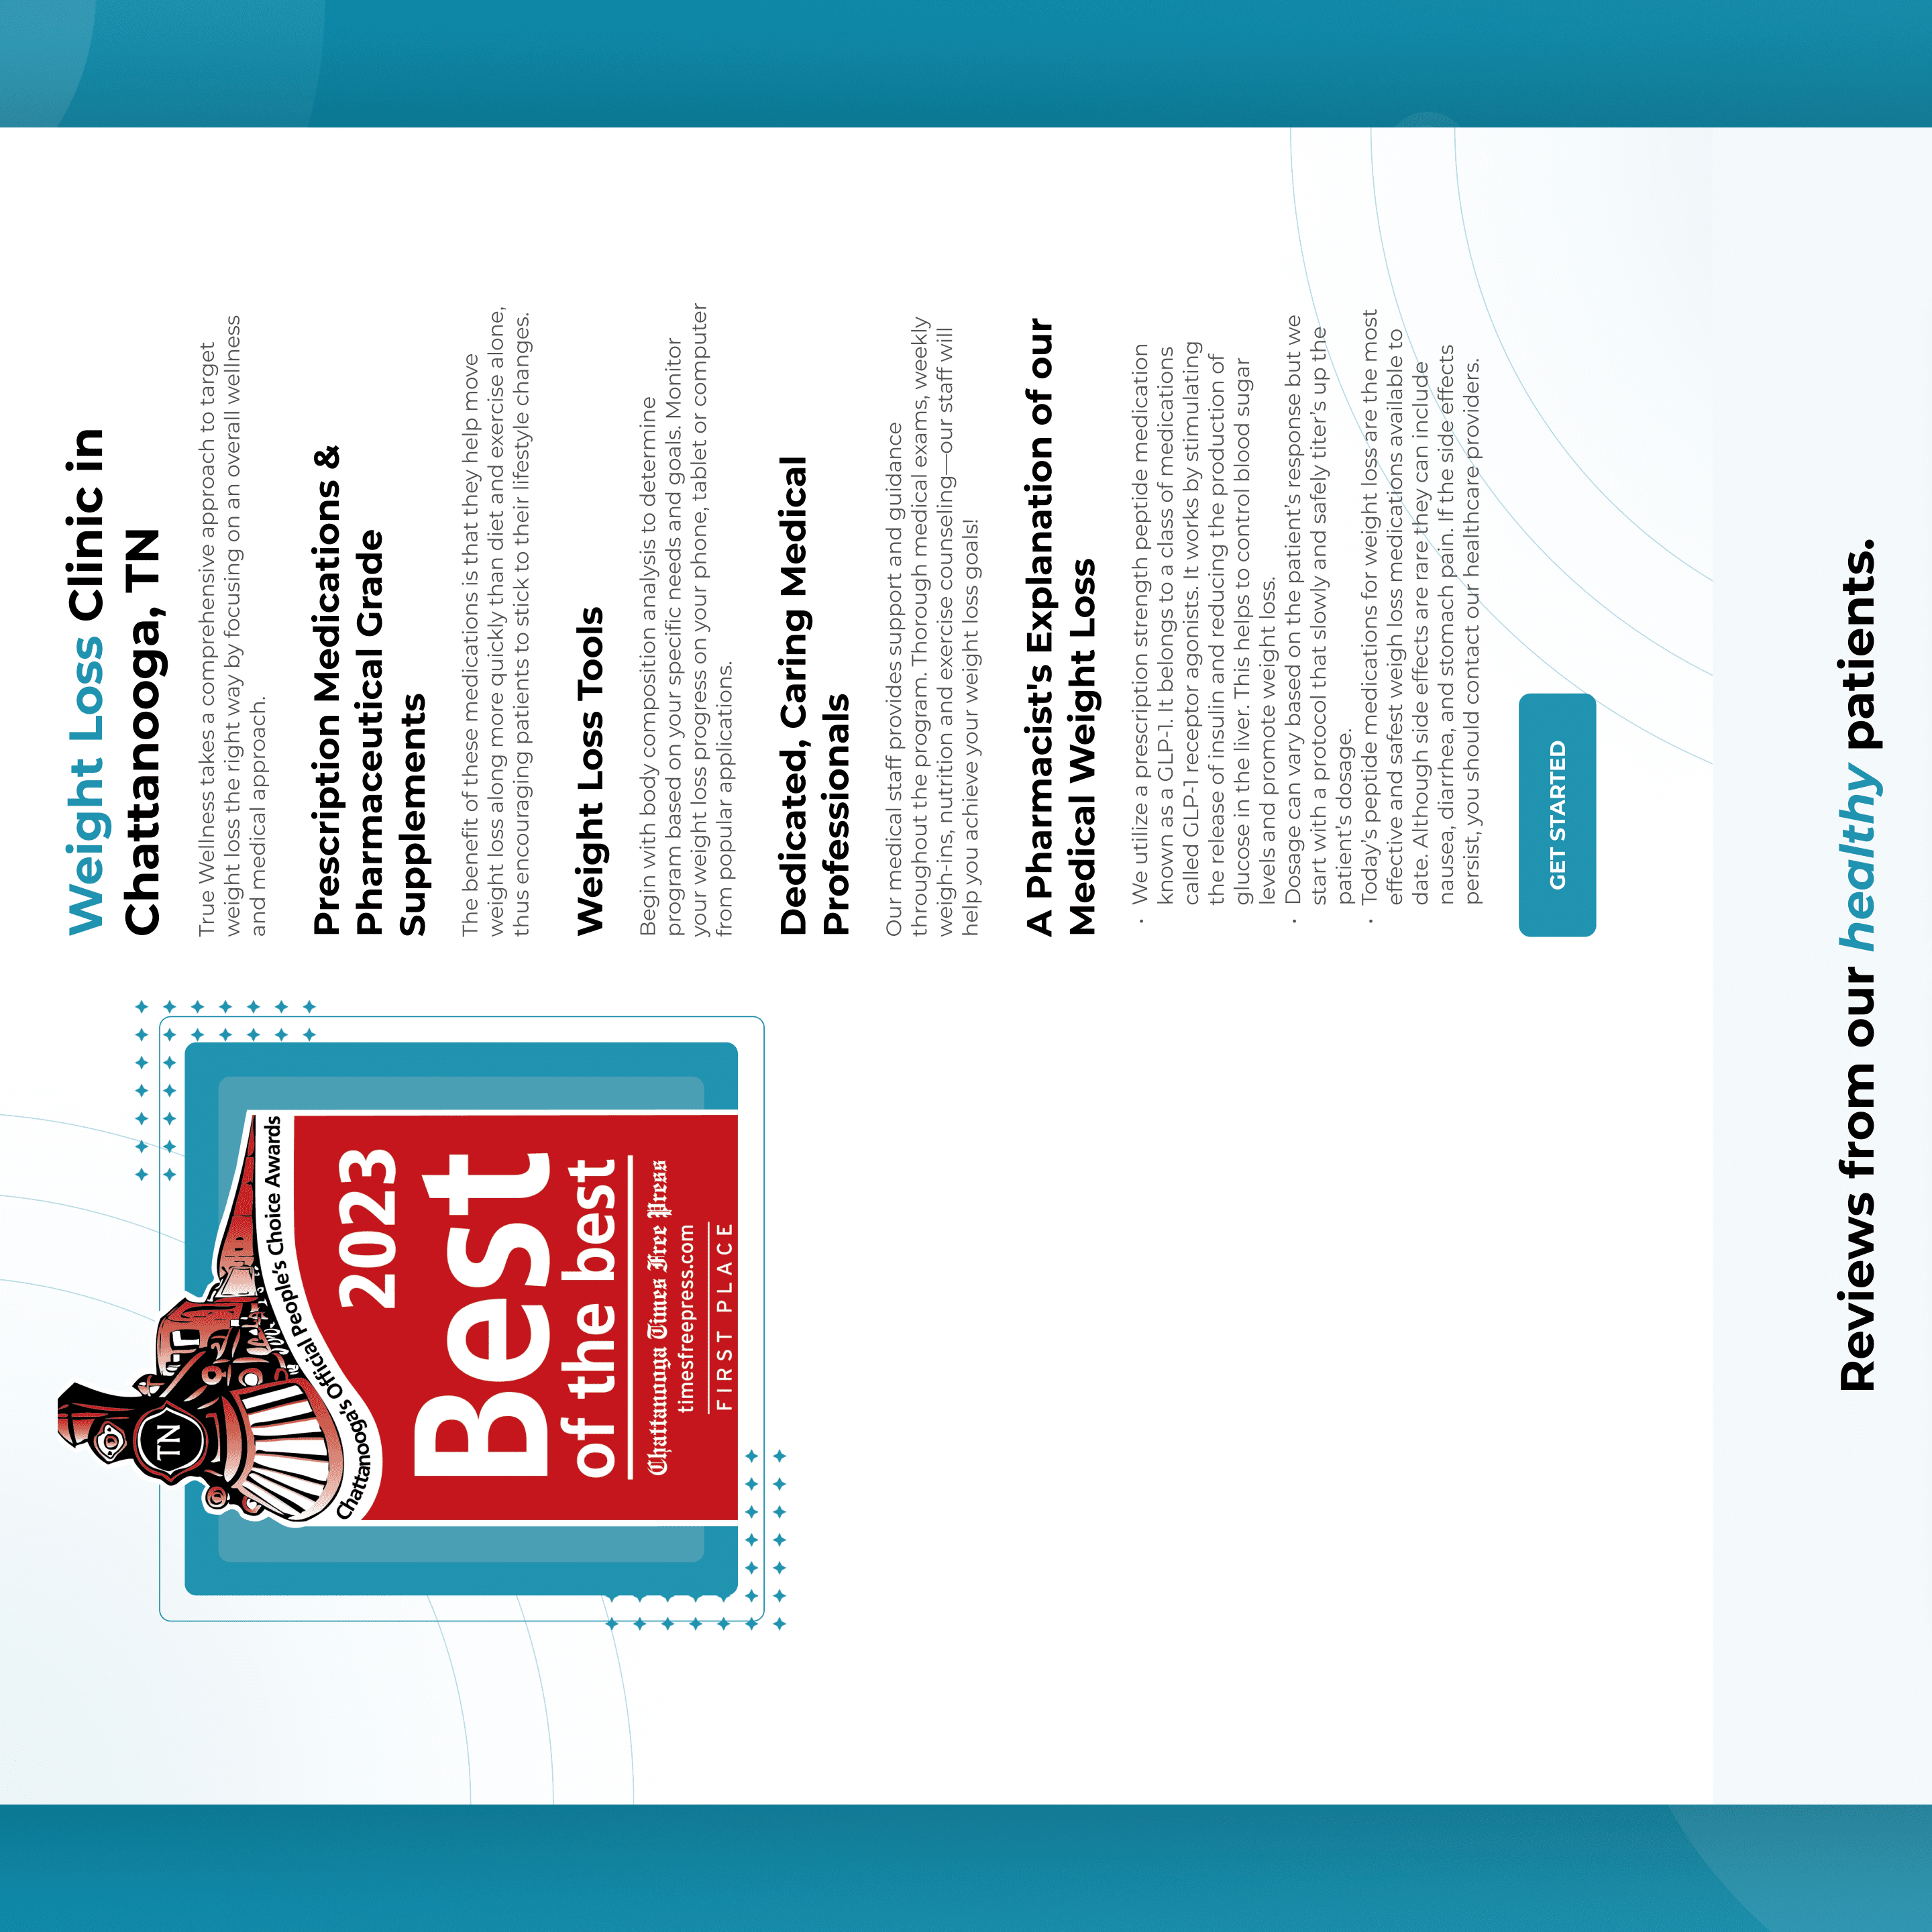 TN
Chattanooga's Official People's Choice Awards
2023
Best
of the best
Chattanooga Times Free Press
timesfreepress.com
FIRST PLACE
Weight Loss Clinic in
Chattanooga, TN
True Wellness takes a comprehensive approach to target
weight loss the right way by focusing on an overall wellness
and medical approach.
Prescription Medications &
Pharmaceutical Grade
Supplements
The benefit of these medications is that they help move
weight loss along more quickly than diet and exercise alone,
thus encouraging patients to stick to their lifestyle changes.
Weight Loss Tools
Begin with body composition analysis to determine
program based on your specific needs and goals. Monitor
your weight loss progress on your phone, tablet or computer
from popular applications.
Dedicated, Caring Medical
Professionals
Our medical staff provides support and guidance
throughout the program. Thorough medical exams, weekly
weigh-ins, nutrition and exercise counseling—our staff will
help you achieve your weight loss goals!
A Pharmacist's Explanation of our
Medical Weight Loss
• We utilize a prescription strength peptide medication
known as a GLP-1. It belongs to a class of medications
called GLP-1 receptor agonists. It works by stimulating
the release of insulin and reducing the production of
glucose in the liver. This helps to control blood sugar
levels and promote weight loss.
• Dosage can vary based on the patient's response but we
start with a protocol that slowly and safely titer's up the
patient's dosage.
• Today's peptide medications for weight loss are the most
effective and safest weigh loss medications available to
date. Although side effects are rare they can include
nausea, diarrhea, and stomach pain. If the side effects
persist, you should contact our healthcare providers.
GET STARTED
Reviews from our healthy patients.